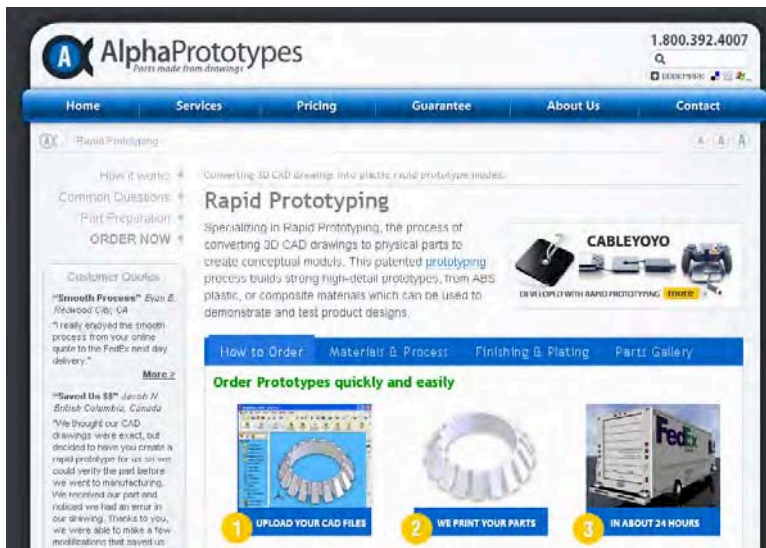 AlphaPrototypes
Parts made from drawings
1.800.392.4007
BOOKMARK
Home Services Pricing Guarantee About Us Contact
Rapid Prototyping
A A A
How it works
Common Questions
Part Preparation
ORDER NOW
Customer Quotes
"Smooth Process" Evan B.
Redwood City, CA
"I really enjoyed the smooth
process from your online
quote to the FedEx next day
delivery."
More >
"Saved Us $$" Jacob N
British Columbia, Canada
"We thought our CAD
drawings were exact, but
decided to have you create a
rapid prototype for us so we
could verify the part before
we went to manufacturing.
We received our part and
noticed we had an error in
our drawing. Thanks to you,
we were able to make a few
modifications that saved us
Converting 3D CAD drawings into plastic rapid prototype models.
Rapid Prototyping
Specializing in Rapid Prototyping, the process of
converting 3D CAD drawings to physical parts to
create conceptual models. This patented prototyping
process builds strong high-detail prototypes, from ABS
plastic, or composite materials which can be used to
demonstrate and test product designs.
CABLEYOYO
DEVELOPED WITH RAPID PROTOTYPING more
How to Order Materials & Process Finishing & Plating Parts Gallery
Order Prototypes quickly and easily
FedEx
1 UPLOAD YOUR CAD FILES
2 WE PRINT YOUR PARTS
3 IN ABOUT 24 HOURS